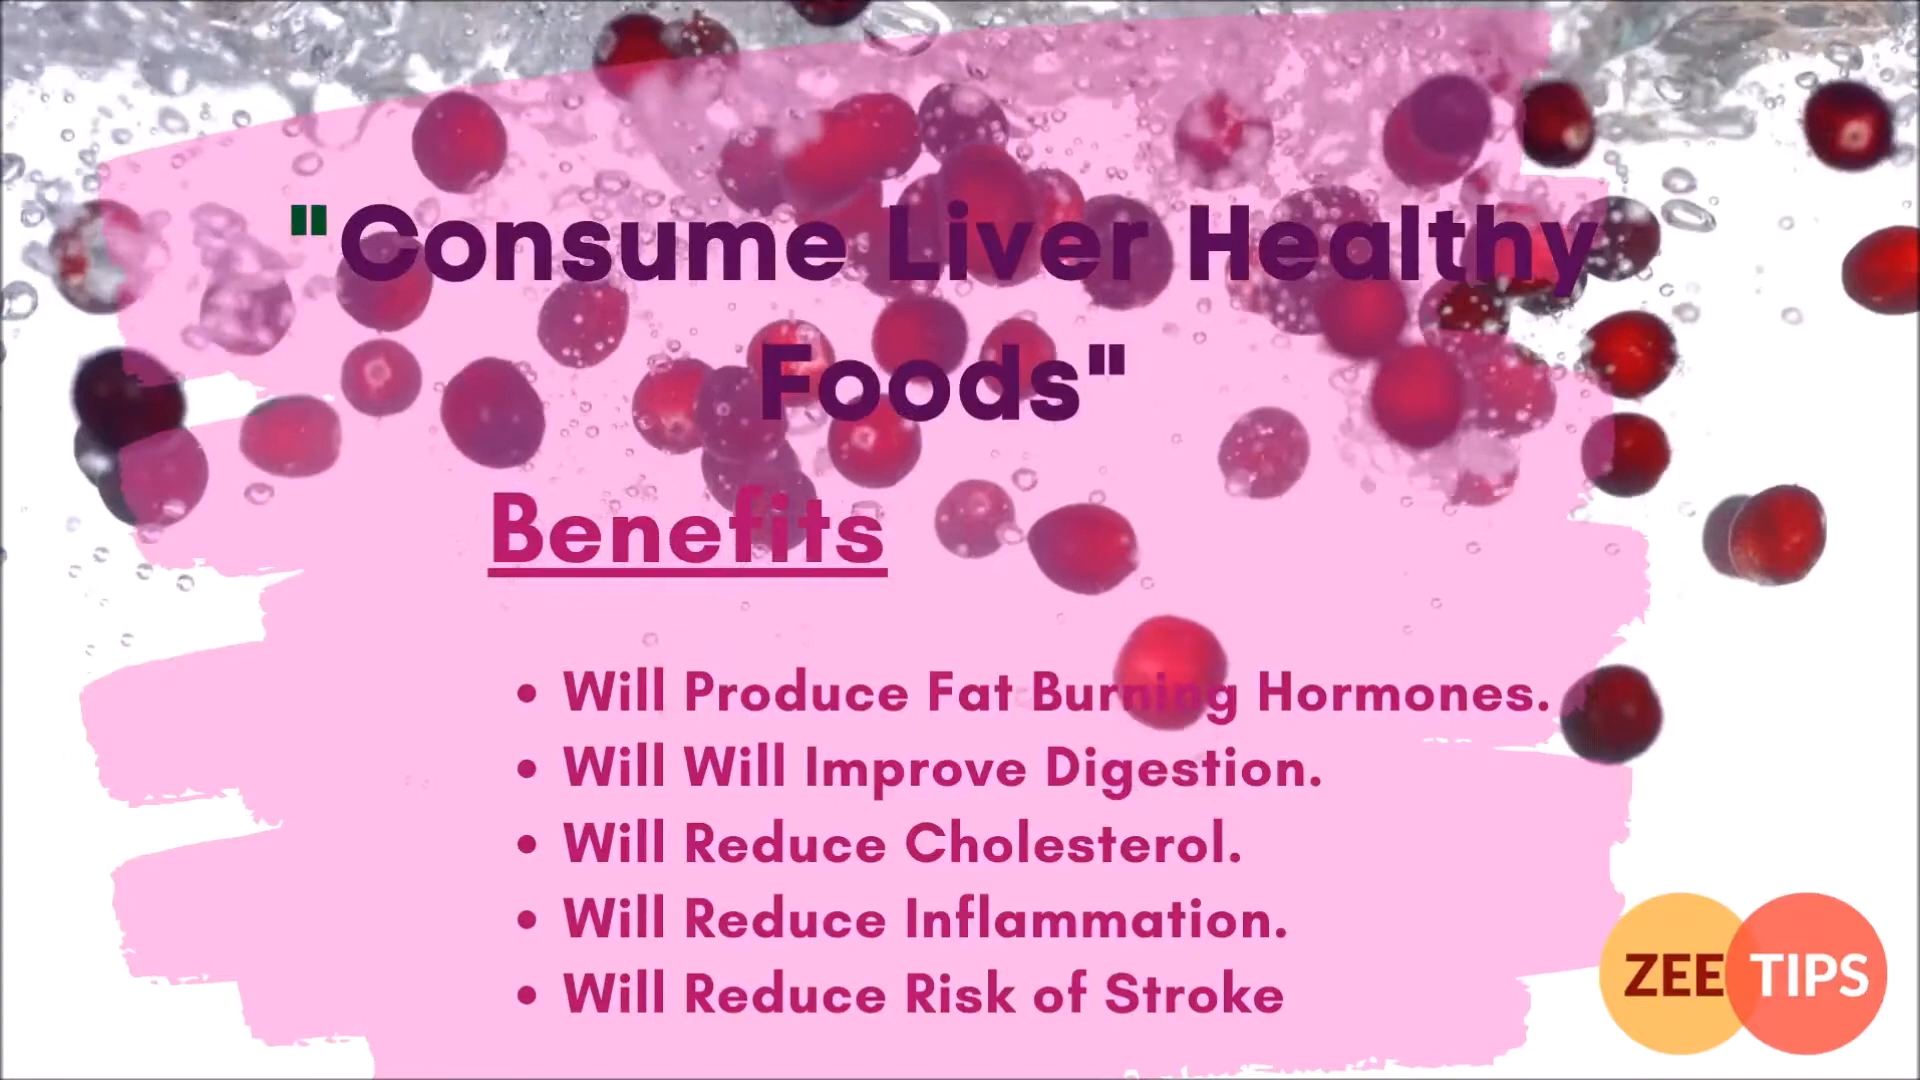 "Consume Liver Healthy
Foods"
Benefits
• Will Produce Fat Burning Hormones.
• Will Will Improve Digestion.
• Will Reduce Cholesterol.
• Will Reduce Inflammation.
• Will Reduce Risk of Stroke
ZEE TIPS